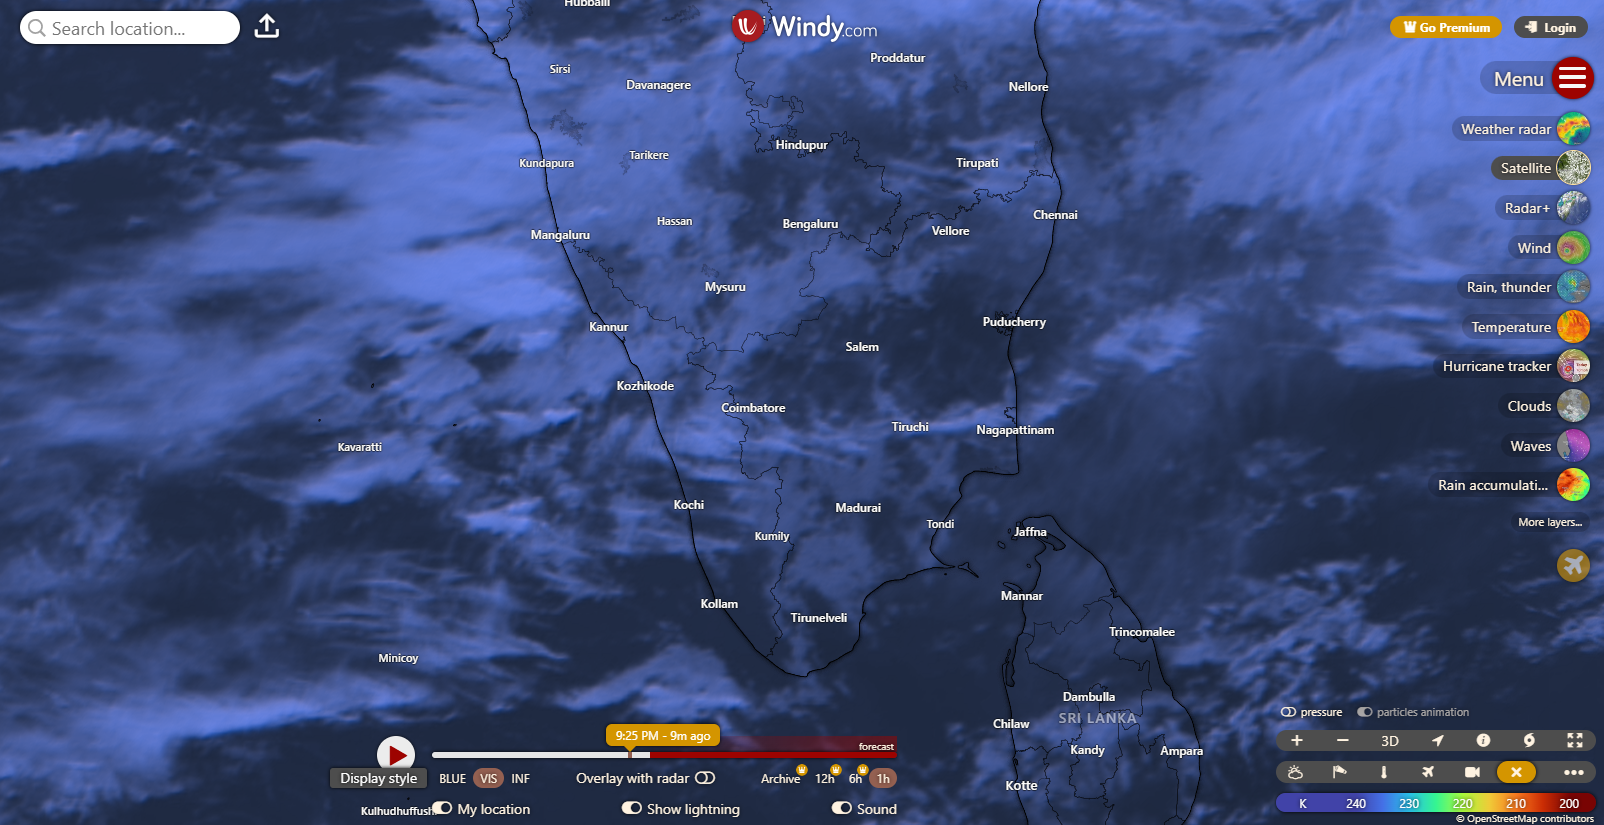 Hubballi
Search location...
Windy.com
Go Premium
Login
Proddatur
Sirsi
Davanagere
Nellore
Menu
Weather radar
Hindupur
Kundapura
Tarikere
Tirupati
Satellite
Radar+
Hassan
Bengaluru
Chennai
Mangaluru
Vellore
Wind
Mysuru
Rain, thunder
Kannur
Puducherry
Temperature
Salem
Hurricane tracker
Kozhikode
Coimbatore
Clouds
Tiruchi
Nagapattinam
Kavaratti
Waves
Rain accumulati...
Kochi
Madurai
Tondi
More layers...
Kumily
Jaffna
Mannar
Kollam
Tirunelveli
Trincomalee
Minicoy
Dambulla
pressure
particles animation
Chilaw
SRI LANKA
9:25 PM - 9m ago
forecast
Kandy
Ampara
3D
Display style
BLUE
VIS
INF
Overlay with radar
Archive
12h
6h
1h
Kotte
Kulhudhuffushi
My location
Show lightning
Sound
K 240 230 220 210 200
© OpenStreetMap contributors